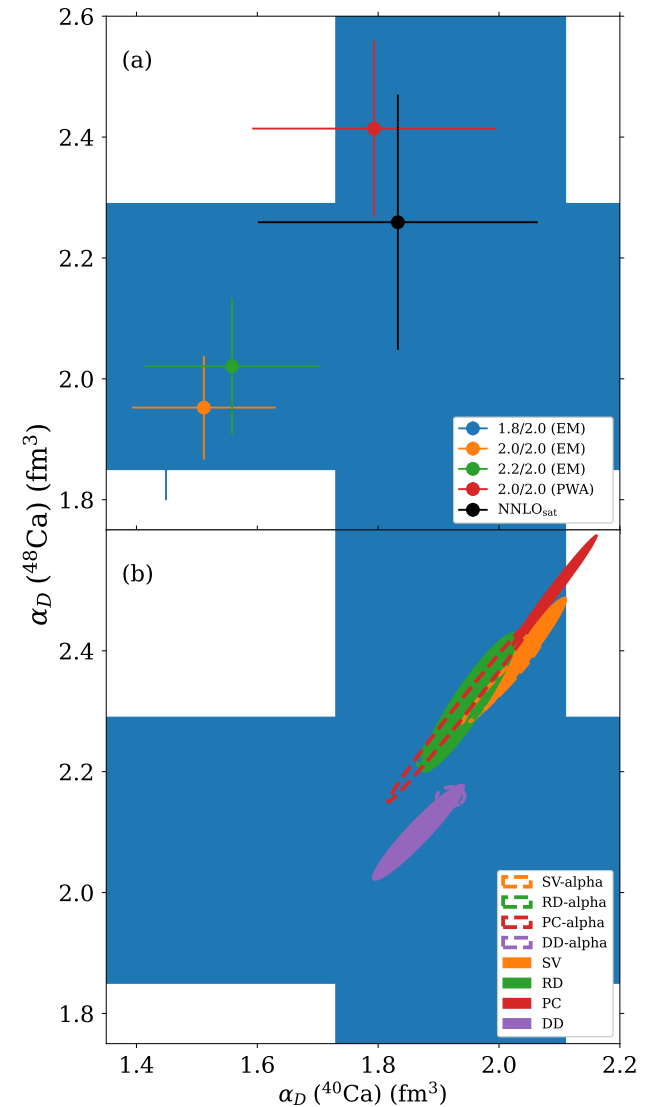 2.6
(a)
2.4
2.2
2.0
1.8
1.8/2.0 (EM)
2.0/2.0 (EM)
2.2/2.0 (EM)
2.0/2.0 (PWA)
NNLOsat
α_D (⁴⁸Ca) (fm³)
(b)
2.4
2.2
2.0
1.8
SV-alpha
RD-alpha
PC-alpha
DD-alpha
SV
RD
PC
DD
1.4 1.6 1.8 2.0 2.2
α_D (⁴⁰Ca) (fm³)